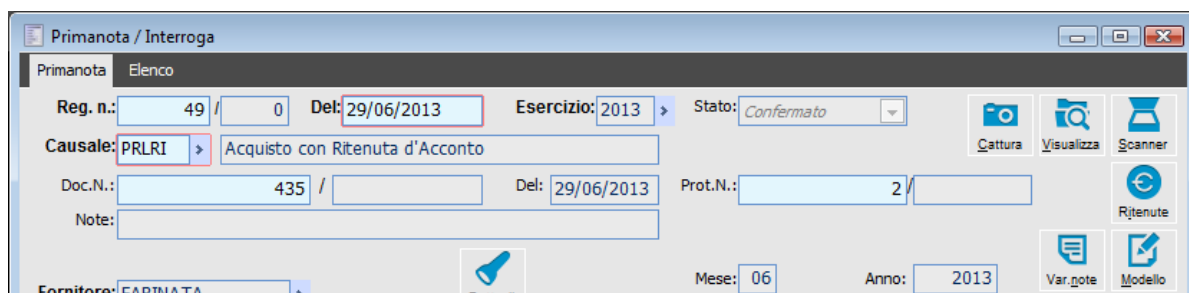 Primanota / Interroga
Primanota Elenco
Reg. n.: 49 / 0 Del: 29/06/2013 Esercizio: 2013 Stato: Confermato
Cattura Visualizza Scanner
Causale: PRLRI Acquisto con Ritenuta d'Acconto
Doc.N.: 435 / Del: 29/06/2013 Prot.N.: 2 /
Ritenute
Note:
Var.note Modello
Mese: 06 Anno: 2013
Fornitore: FARINATA